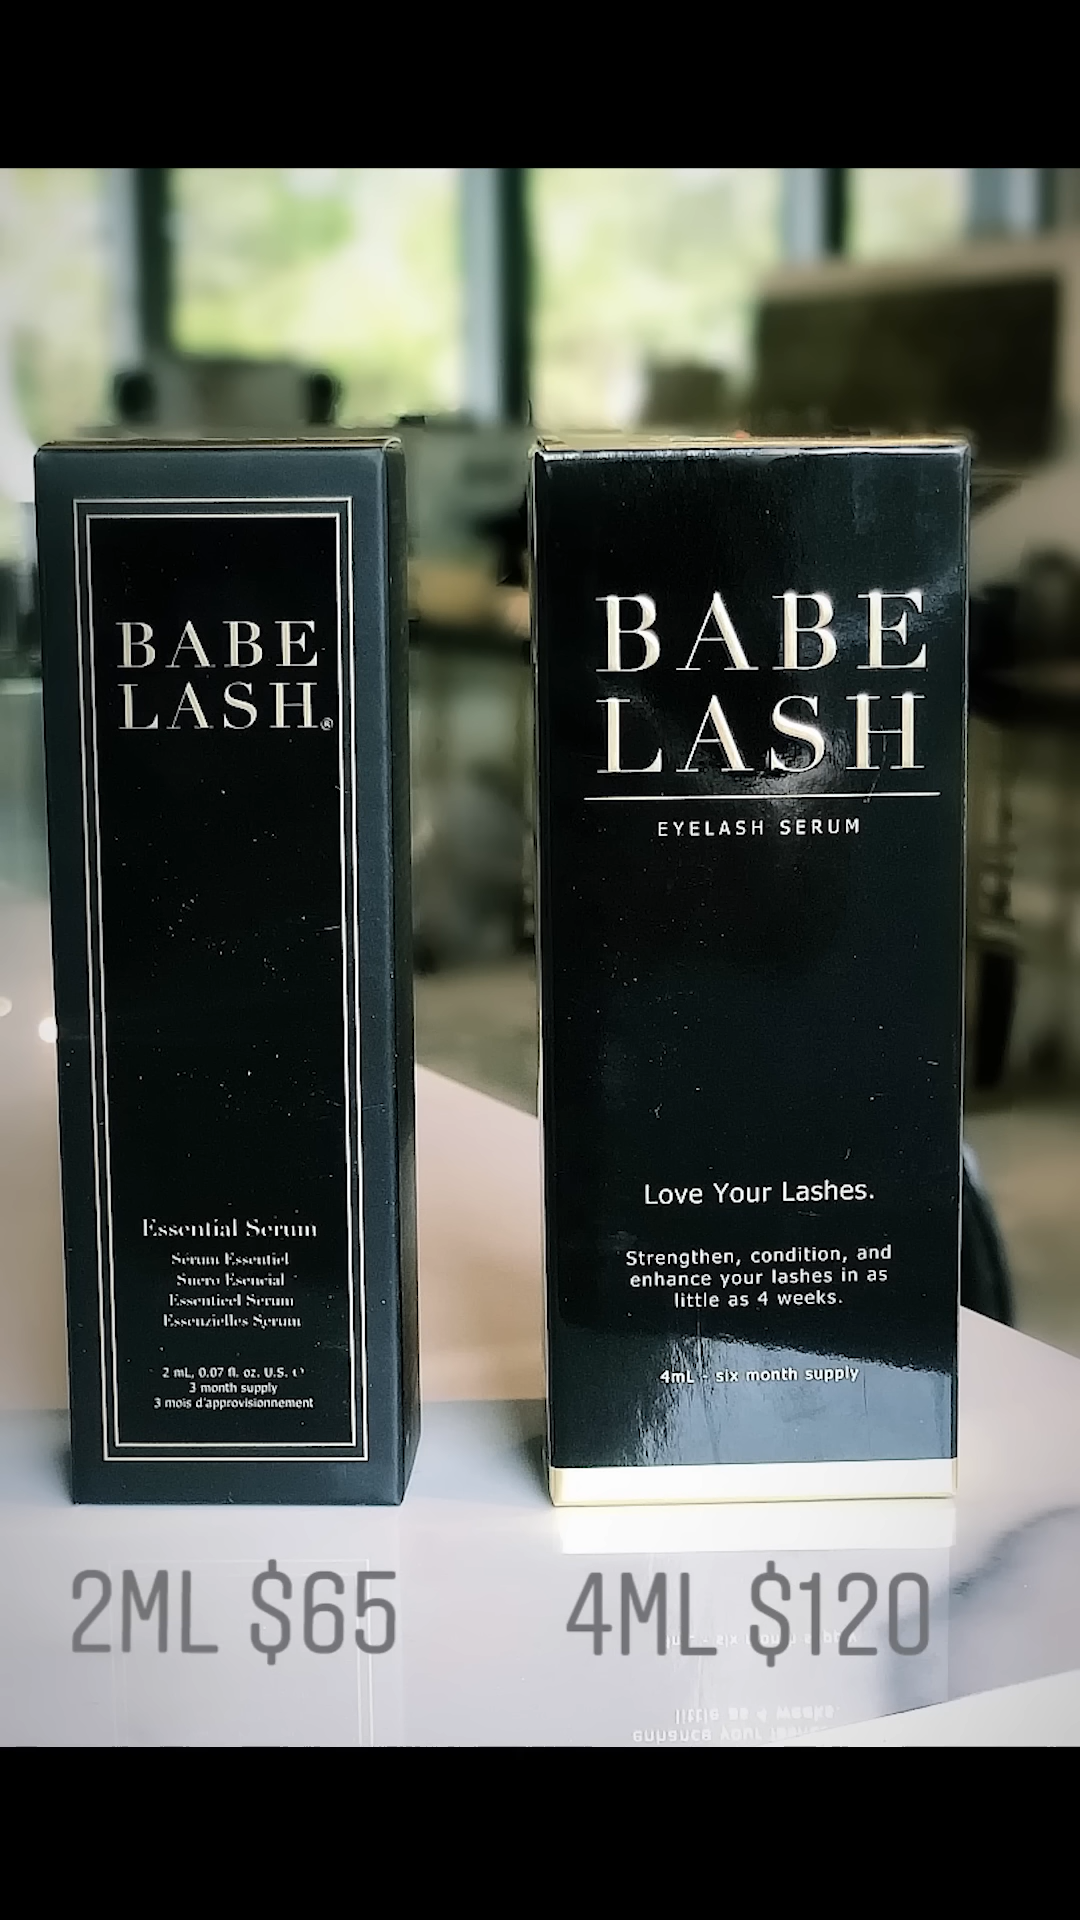 BABE
LASH®
Essential Serum
Sérum Essentiel
Suero Esencial
Essentieel Serum
Essenzielles Serum
2 mL, 0.07 fl. oz. U.S. ℮
3 month supply
3 mois d'approvisionnement
BABE
LASH
EYELASH SERUM
Love Your Lashes.
Strengthen, condition, and
enhance your lashes in as
little as 4 weeks.
4mL - six month supply
2ML $65
4ML $120